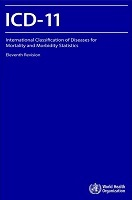 ICD-11
International Classification of Diseases for
Mortality and Morbidity Statistics
Eleventh Revision
World Health
Organization